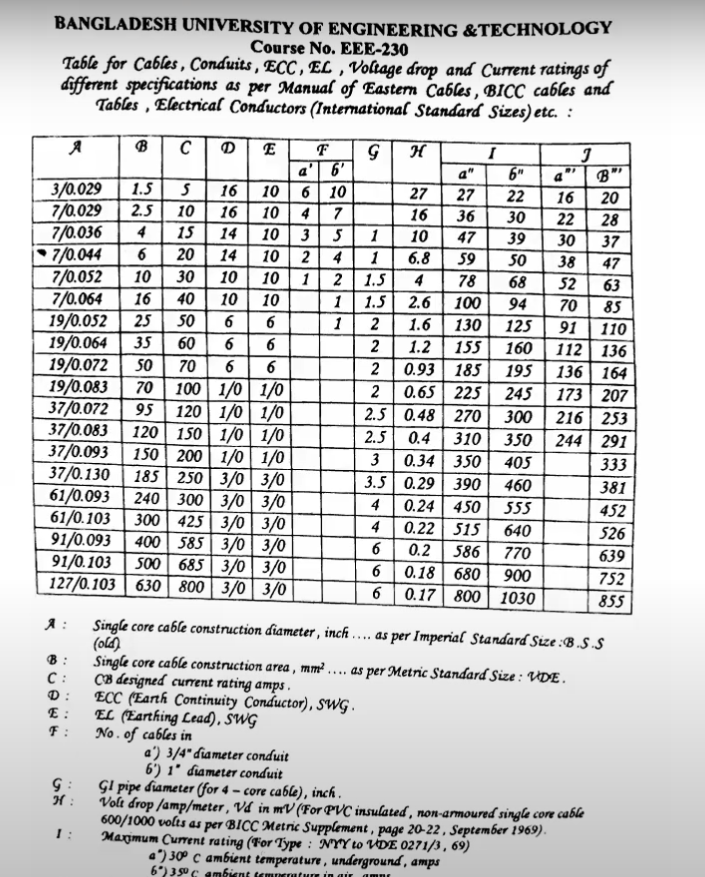 BANGLADESH UNIVERSITY OF ENGINEERING &TECHNOLOGY
Course No. EEE-230
Table for Cables, Conduits, ECC, EL , Voltage drop and Current ratings of
different specifications as per Manual of Eastern Cables, BICC cables and
Tables , Electrical Conductors (International Standard Sizes) etc. :
A B C D E F G H I J
a' b' a" b" a"' B"'
3/0.029 1.5 5 16 10 6 10 27 27 22 16 20
7/0.029 2.5 10 16 10 4 7 16 36 30 22 28
7/0.036 4 15 14 10 3 5 1 10 47 39 30 37
7/0.044 6 20 14 10 2 4 1 6.8 59 50 38 47
7/0.052 10 30 10 10 1 2 1.5 4 78 68 52 63
7/0.064 16 40 10 10 1 1.5 2.6 100 94 70 85
19/0.052 25 50 6 6 1 2 1.6 130 125 91 110
19/0.064 35 60 6 6 2 1.2 155 160 112 136
19/0.072 50 70 6 6 2 0.93 185 195 136 164
19/0.083 70 100 1/0 1/0 2 0.65 225 245 173 207
37/0.072 95 120 1/0 1/0 2.5 0.48 270 300 216 253
37/0.083 120 150 1/0 1/0 2.5 0.4 310 350 244 291
37/0.093 150 200 1/0 1/0 3 0.34 350 405 333
37/0.130 185 250 3/0 3/0 3.5 0.29 390 460 381
61/0.093 240 300 3/0 3/0 4 0.24 450 555 452
61/0.103 300 425 3/0 3/0 4 0.22 515 640 526
91/0.093 400 585 3/0 3/0 6 0.2 586 770 639
91/0.103 500 685 3/0 3/0 6 0.18 680 900 752
127/0.103 630 800 3/0 3/0 6 0.17 800 1030 855
A : Single core cable construction diameter, inch .... as per Imperial Standard Size :B.S.S
(old)
B : Single core cable construction area, mm² .... as per Metric Standard Size : VDE.
C : CB designed current rating amps.
D : ECC (Earth Continuity Conductor), SWG.
E : EL (Earthing Lead), SWG
F : No. of cables in
a') 3/4" diameter conduit
b') 1" diameter conduit
G : GI pipe diameter (for 4 – core cable), inch.
H : Volt drop /amp/meter, Vd in mV (For PVC insulated, non-armoured single core cable
600/1000 volts as per BICC Metric Supplement, page 20-22, September 1969).
I : Maximum Current rating (For Type : NYY to VDE 0271/3, 69)
a") 30º C ambient temperature, underground, amps
b") 35º C ambient temperature in air, amps